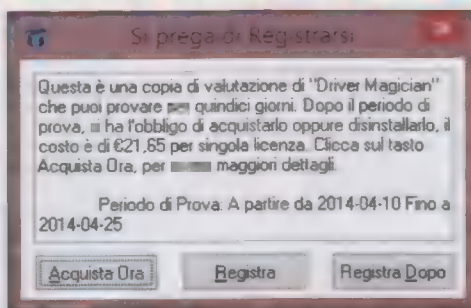 Si prega di Registrarsi
Questa è una copia di valutazione di "Driver Magician"
che puoi provare quindici giorni. Dopo il periodo di
prova, ha l'obbligo di acquistarlo oppure disinstallarlo, il
costo è di €21,65 per singola licenza. Clicca sul tasto
Acquista Ora, per maggiori dettagli.
Periodo di Prova: A partire da 2014-04-10 Fino a
2014-04-25
Acquista Ora
Registra
Registra Dopo